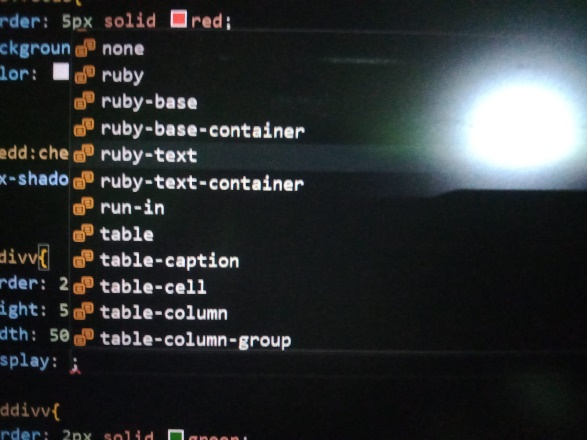 rder: 5px solid red;
ckgroun
lor:
edd:che
x-shado
divv{
rder: 2
ight: 5
dth: 50
splay: ;
ddivv{
rder: 2px solid green;
none
ruby
ruby-base
ruby-base-container
ruby-text
ruby-text-container
run-in
table
table-caption
table-cell
table-column
table-column-group